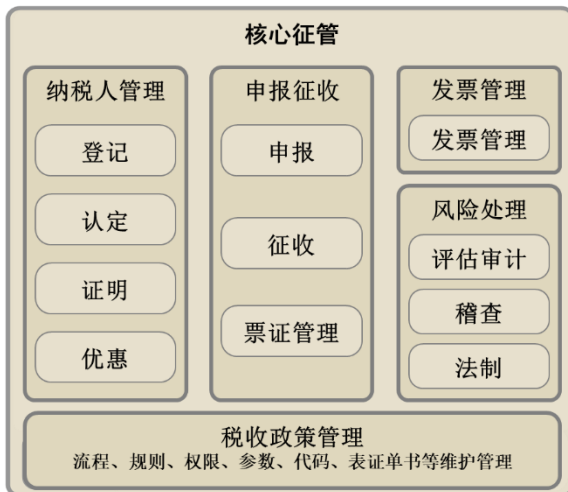 核心征管
纳税人管理
登记
认定
证明
优惠
申报征收
申报
征收
票证管理
发票管理
发票管理
风险处理
评估审计
稽查
法制
税收政策管理
流程、规则、权限、参数、代码、表证单书等维护管理